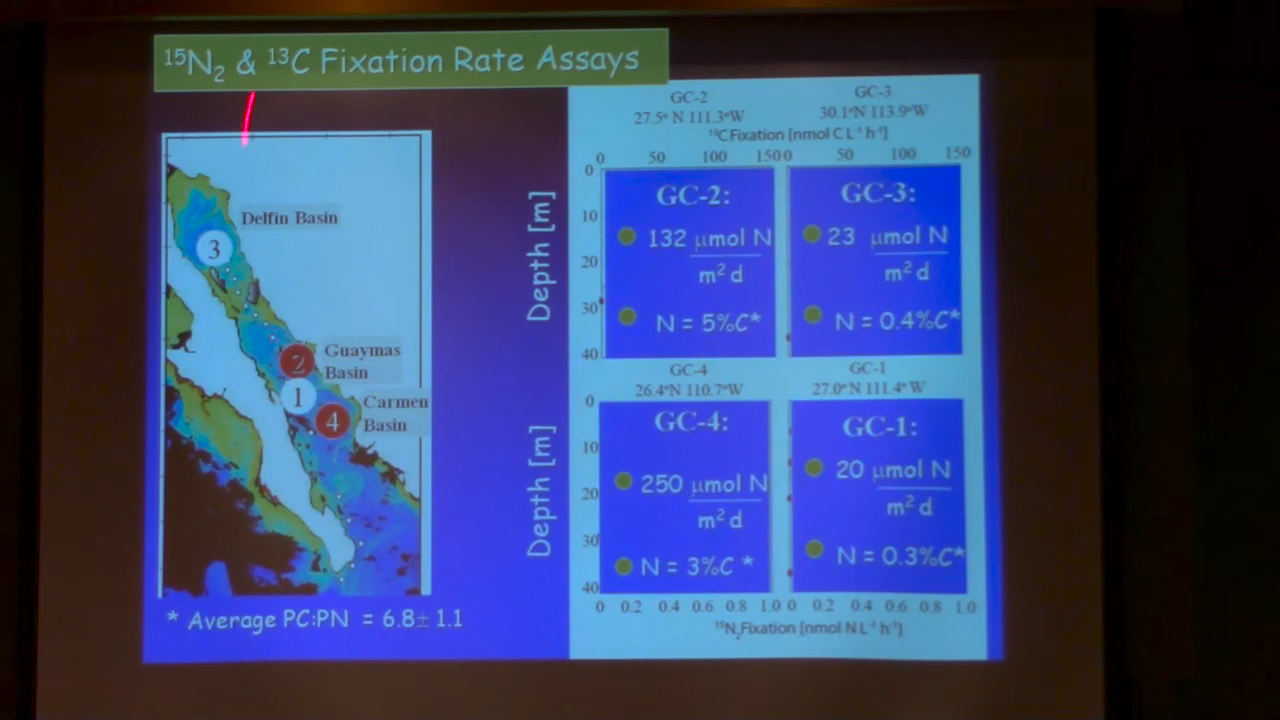 ¹⁵N₂ & ¹³C Fixation Rate Assays
Delfin Basin
3
2
Guaymas
Basin
1
Carmen
4
Basin
* Average PC:PN = 6.8± 1.1
GC-2
27.5° N 111.3°W
GC-3
30.1°N 113.9°W
¹³C Fixation [nmol C L⁻¹ h⁻¹]
0 50 100 150 0 50 100 150
Depth [m]
0
10
20
30
40
GC-2:
132 μmol N
m² d
N = 5%C*
GC-3:
23 μmol N
m² d
N = 0.4%C*
GC-4
26.4°N 110.7°W
GC-1
27.0°N 111.4°W
Depth [m]
0
10
20
30
40
GC-4:
250 μmol N
m² d
N = 3%C *
GC-1:
20 μmol N
m² d
N = 0.3%C*
0 0.2 0.4 0.6 0.8 1.0 0 0.2 0.4 0.6 0.8 1.0
¹⁵N₂Fixation [nmol N L⁻¹ h⁻¹]